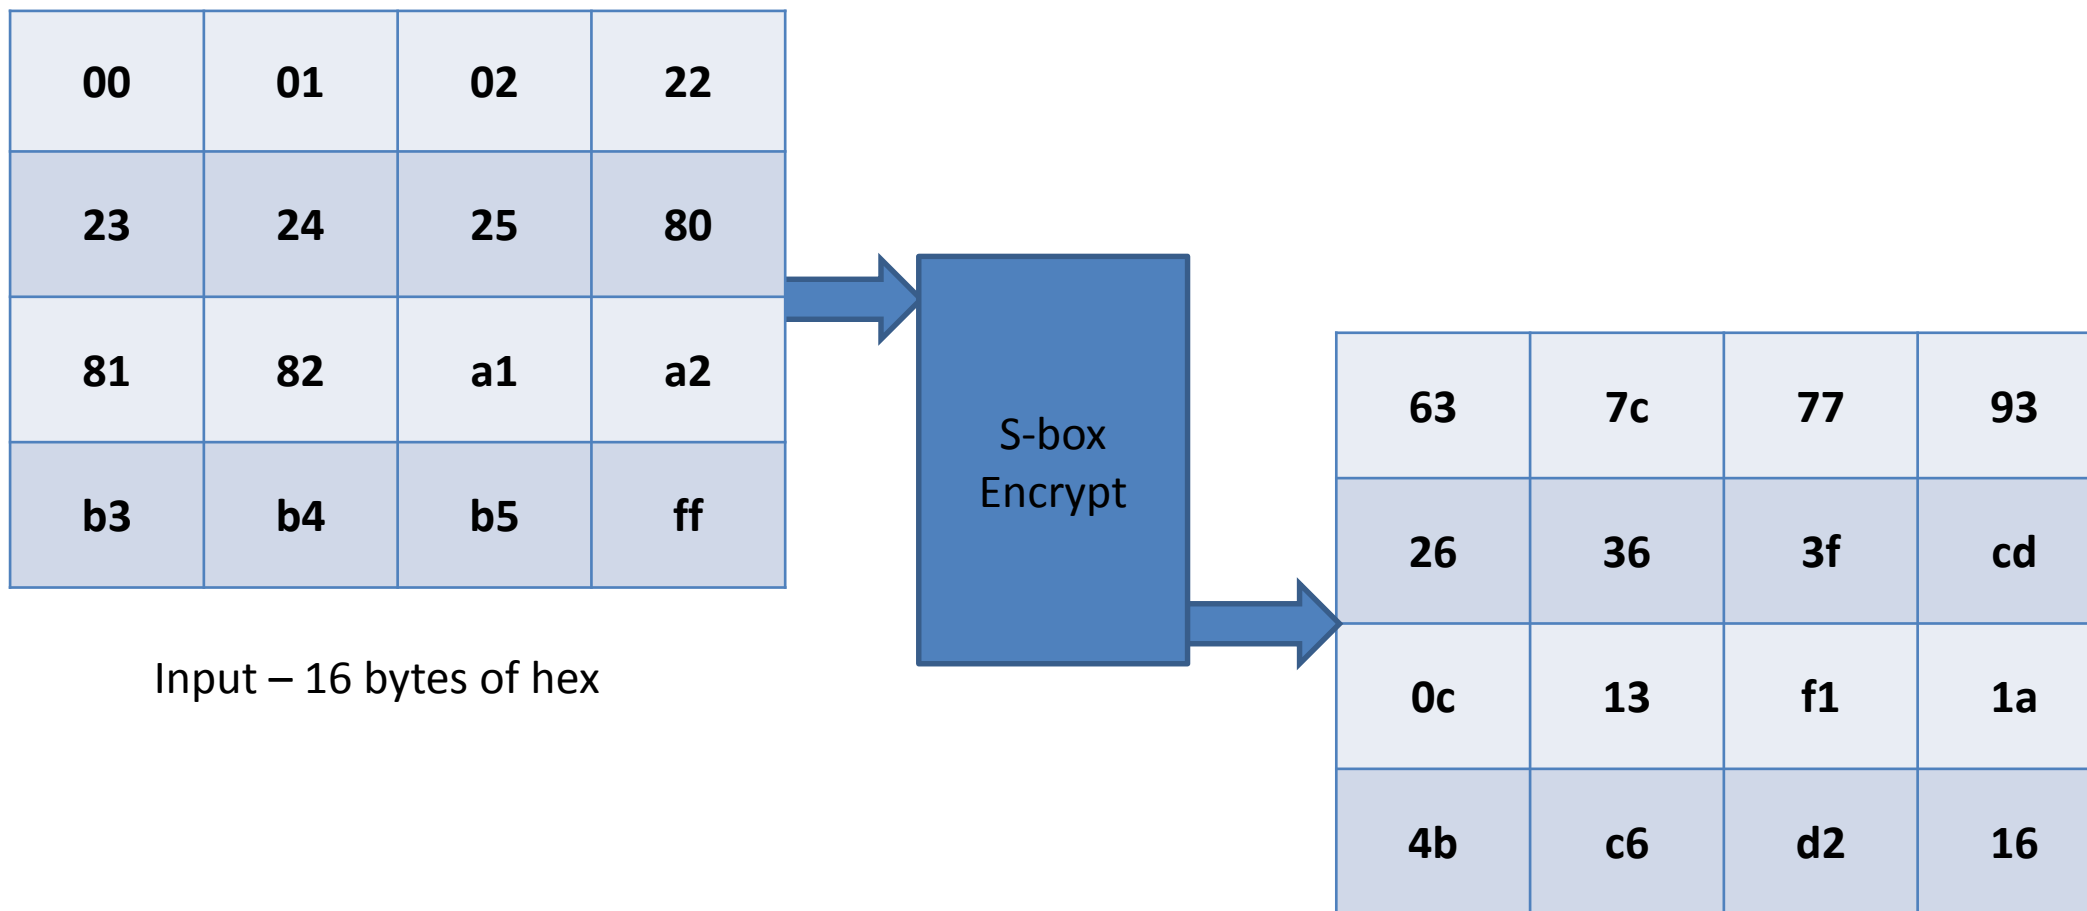 00 01 02 22
23 24 25 80
81 82 a1 a2
b3 b4 b5 ff
Input – 16 bytes of hex
S-box
Encrypt
63 7c 77 93
26 36 3f cd
0c 13 f1 1a
4b c6 d2 16